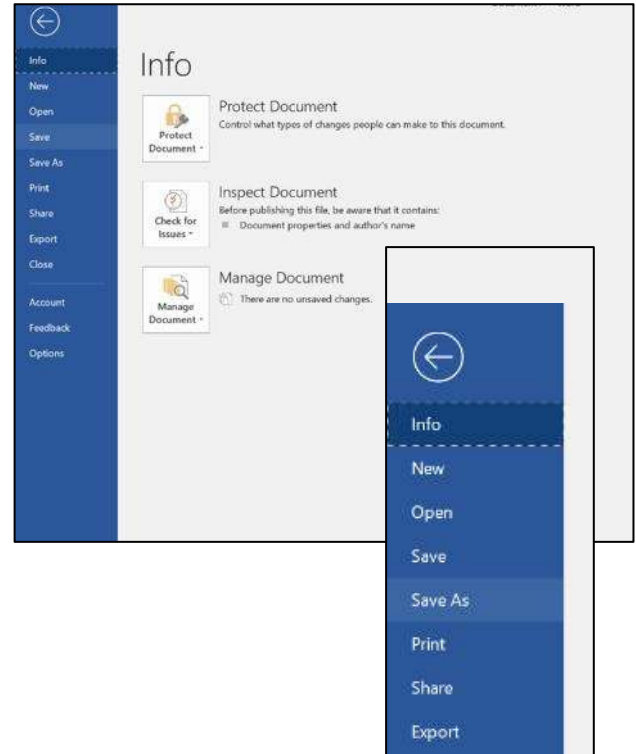 Info
New
Open
Save
Save As
Print
Share
Export
Close
Account
Feedback
Options
Info
Protect
Document
Protect Document
Control what types of changes people can make to this document.
Check for
Issues
Inspect Document
Before publishing this file, be aware that it contains:
Document properties and author's name
Manage
Document
Manage Document
There are no unsaved changes.
Info
New
Open
Save
Save As
Print
Share
Export